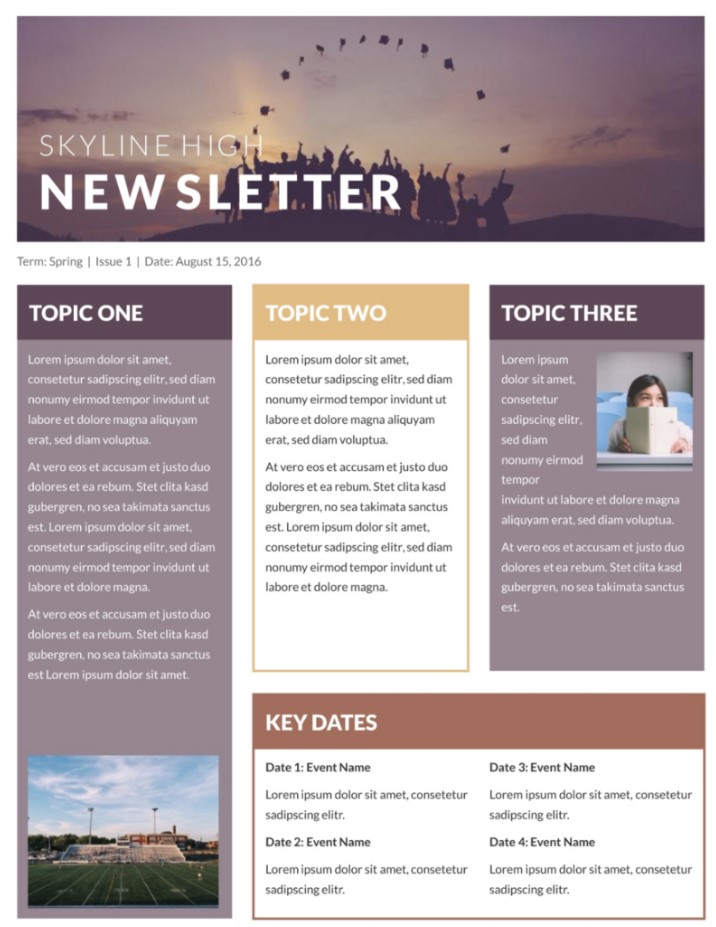 SKYLINE HIGH
NEWSLETTER
Term: Spring | Issue 1 | Date: August 15, 2016
TOPIC ONE
Lorem ipsum dolor sit amet,
consetetur sadipscing elitr, sed diam
nonumy eirmod tempor invidunt ut
labore et dolore magna aliquyam
erat, sed diam voluptua.
At vero eos et accusam et justo duo
dolores et ea rebum. Stet clita kasd
gubergren, no sea takimata sanctus
est. Lorem ipsum dolor sit amet,
consetetur sadipscing elitr, sed diam
nonumy eirmod tempor invidunt ut
labore et dolore magna.
At vero eos et accusam et justo duo
dolores et ea rebum. Stet clita kasd
gubergren, no sea takimata sanctus
est Lorem ipsum dolor sit amet.
TOPIC TWO
Lorem ipsum dolor sit amet,
consetetur sadipscing elitr, sed diam
nonumy eirmod tempor invidunt ut
labore et dolore magna aliquyam
erat, sed diam voluptua.
At vero eos et accusam et justo duo
dolores et ea rebum. Stet clita kasd
gubergren, no sea takimata sanctus
est. Lorem ipsum dolor sit amet,
consetetur sadipscing elitr, sed diam
nonumy eirmod tempor invidunt ut
labore et dolore magna.
TOPIC THREE
Lorem ipsum
dolor sit amet,
consetetur
sadipscing elitr,
sed diam
nonumy eirmod
tempor
invidunt ut labore et dolore magna
aliquyam erat, sed diam voluptua.
At vero eos et accusam et justo duo
dolores et ea rebum. Stet clita kasd
gubergren, no sea takimata sanctus
est.
KEY DATES
Date 1: Event Name
Lorem ipsum dolor sit amet, consetetur
sadipscing elitr.
Date 2: Event Name
Lorem ipsum dolor sit amet, consetetur
sadipscing elitr.
Date 3: Event Name
Lorem ipsum dolor sit amet, consetetur
sadipscing elitr.
Date 4: Event Name
Lorem ipsum dolor sit amet, consetetur
sadipscing elitr.